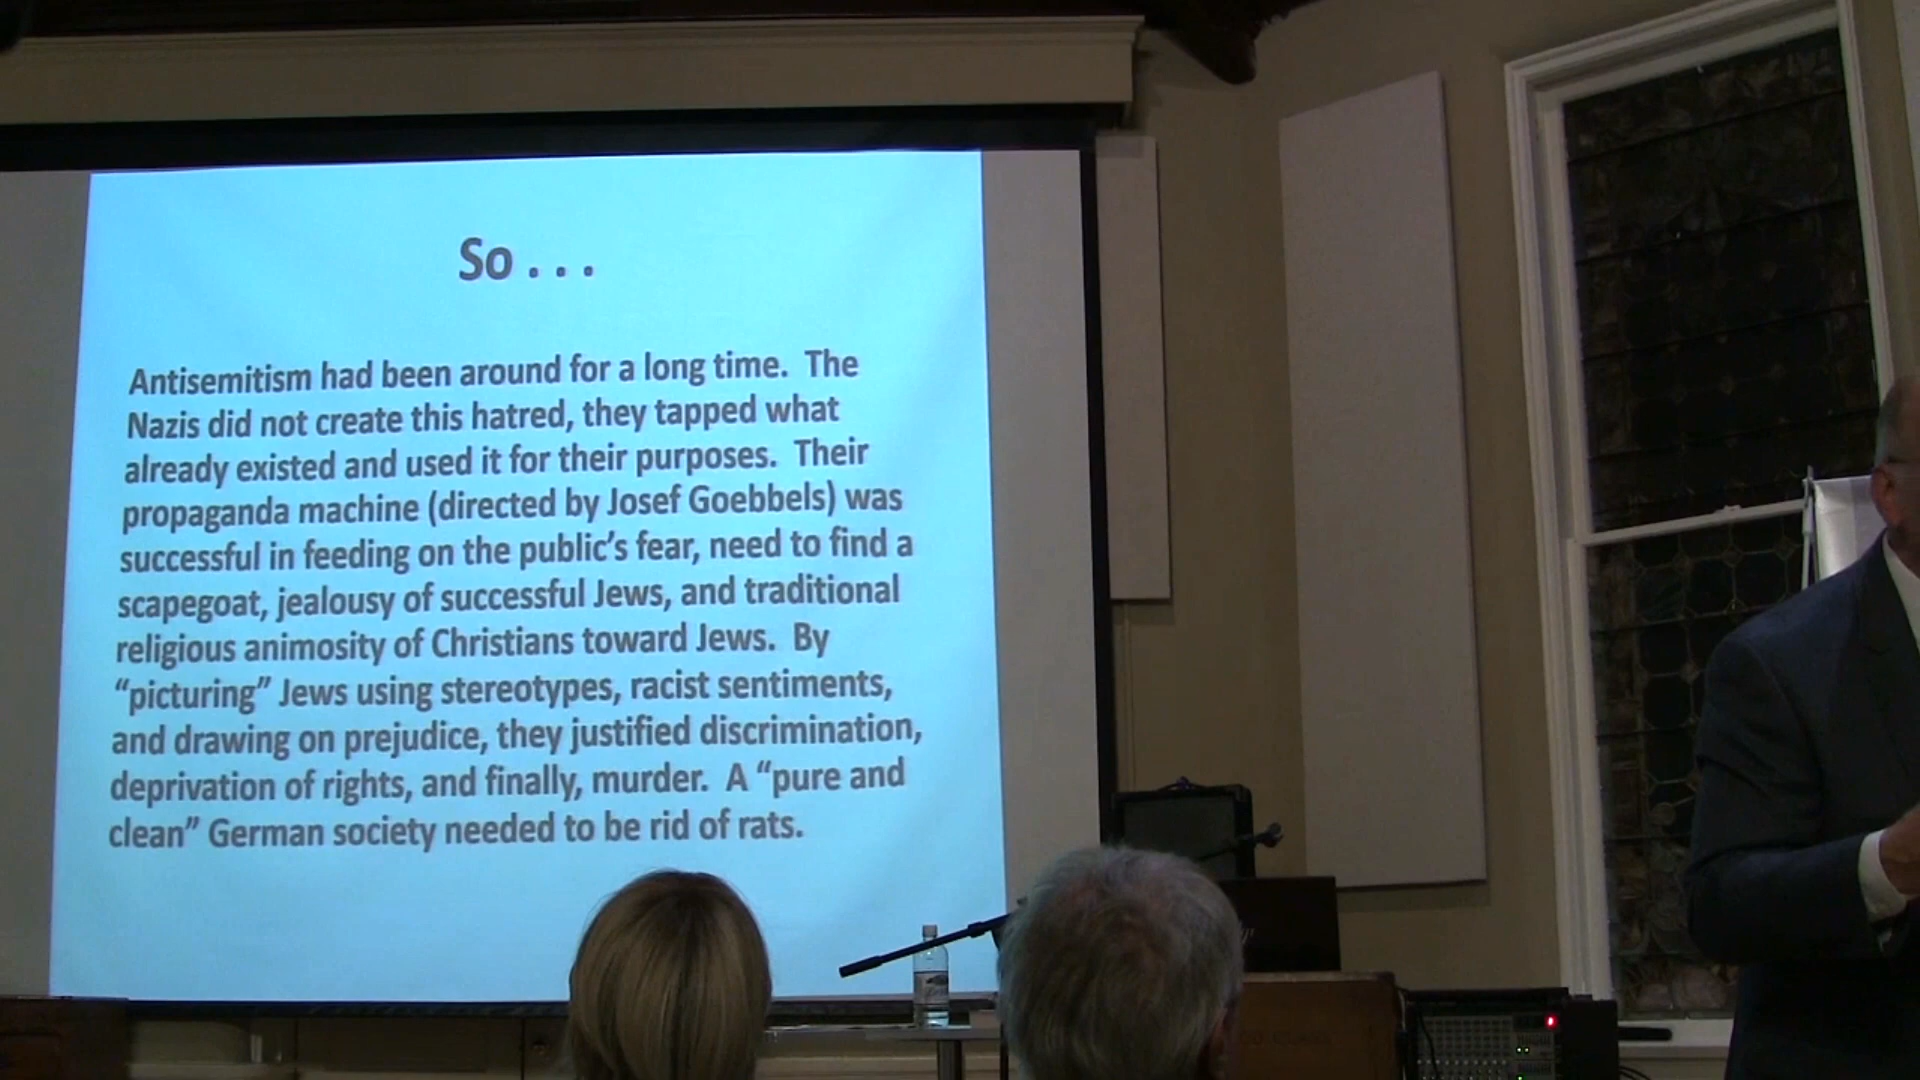 So . . .
Antisemitism had been around for a long time. The
Nazis did not create this hatred, they tapped what
already existed and used it for their purposes. Their
propaganda machine (directed by Josef Goebbels) was
successful in feeding on the public's fear, need to find a
scapegoat, jealousy of successful Jews, and traditional
religious animosity of Christians toward Jews. By
“picturing” Jews using stereotypes, racist sentiments,
and drawing on prejudice, they justified discrimination,
deprivation of rights, and finally, murder. A “pure and
clean” German society needed to be rid of rats.